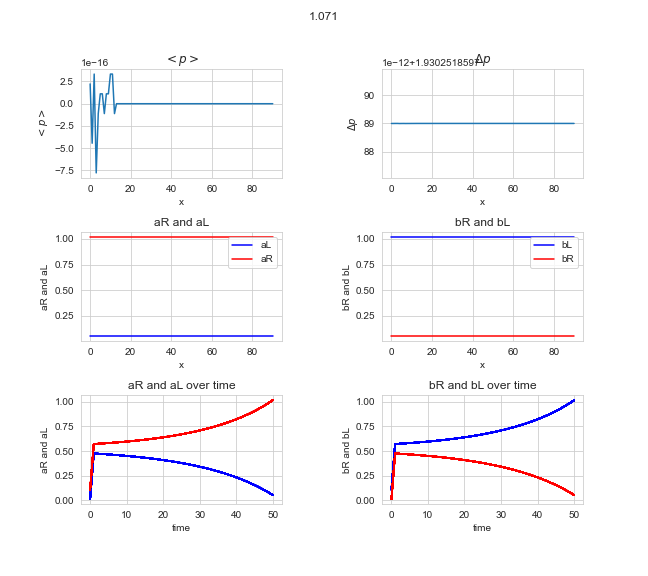 1.071
< p >
Δp
1e−16
1e−12+1.930251859
2.5
0.0
−2.5
−5.0
−7.5
< p >
0 20 40 60 80
x
90
89
88
Δp
0 20 40 60 80
x
aR and aL
bR and bL
1.00
0.75
0.50
0.25
aR and aL
aL
aR
0 20 40 60 80
x
1.00
0.75
0.50
0.25
bR and bL
bL
bR
0 20 40 60 80
x
aR and aL over time
bR and bL over time
1.00
0.75
0.50
0.25
0.00
aR and aL
0 10 20 30 40 50
time
1.00
0.75
0.50
0.25
0.00
bR and bL
0 10 20 30 40 50
time